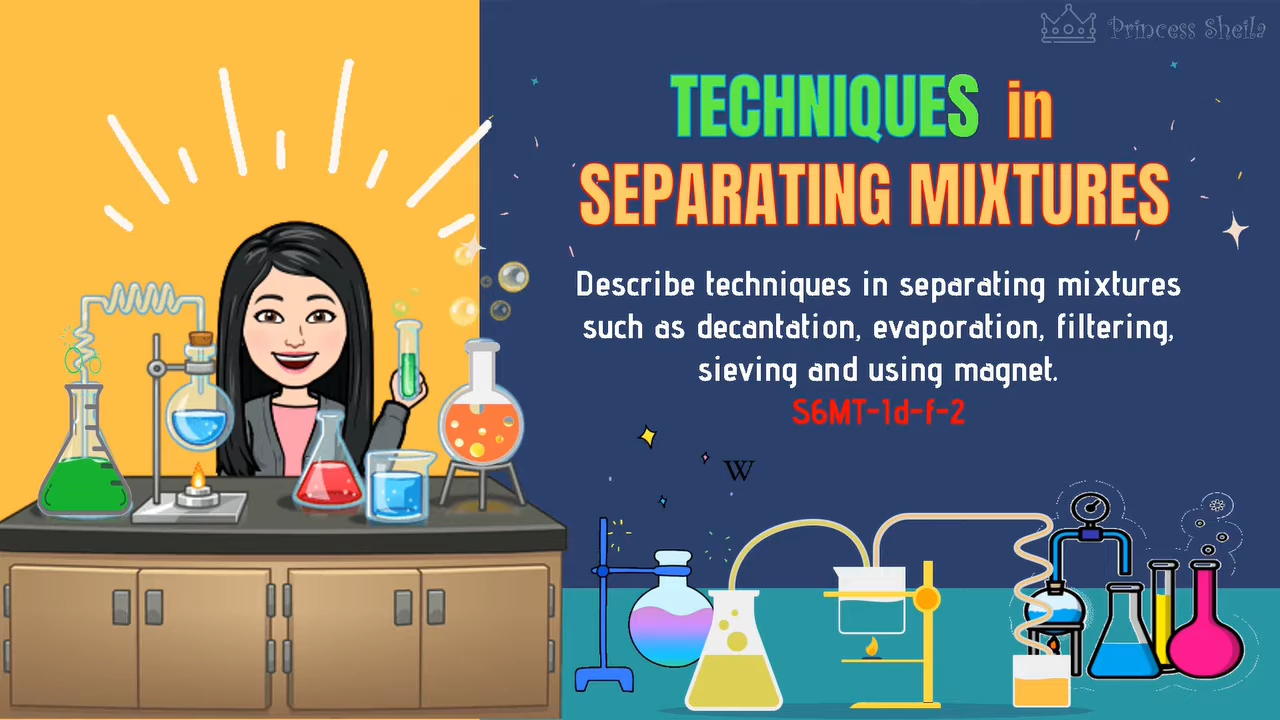 Princess Sheila
TECHNIQUES in
SEPARATING MIXTURES
Describe techniques in separating mixtures
such as decantation, evaporation, filtering,
sieving and using magnet.
S6MT-1d-f-2
W